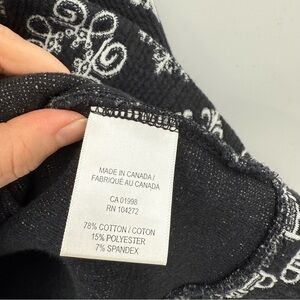 MADE IN CANADA/
FABRIQUÉ AU CANADA
CA 01998
RN 104272
78% COTTON / COTON
15% POLYESTER
7% SPANDEX